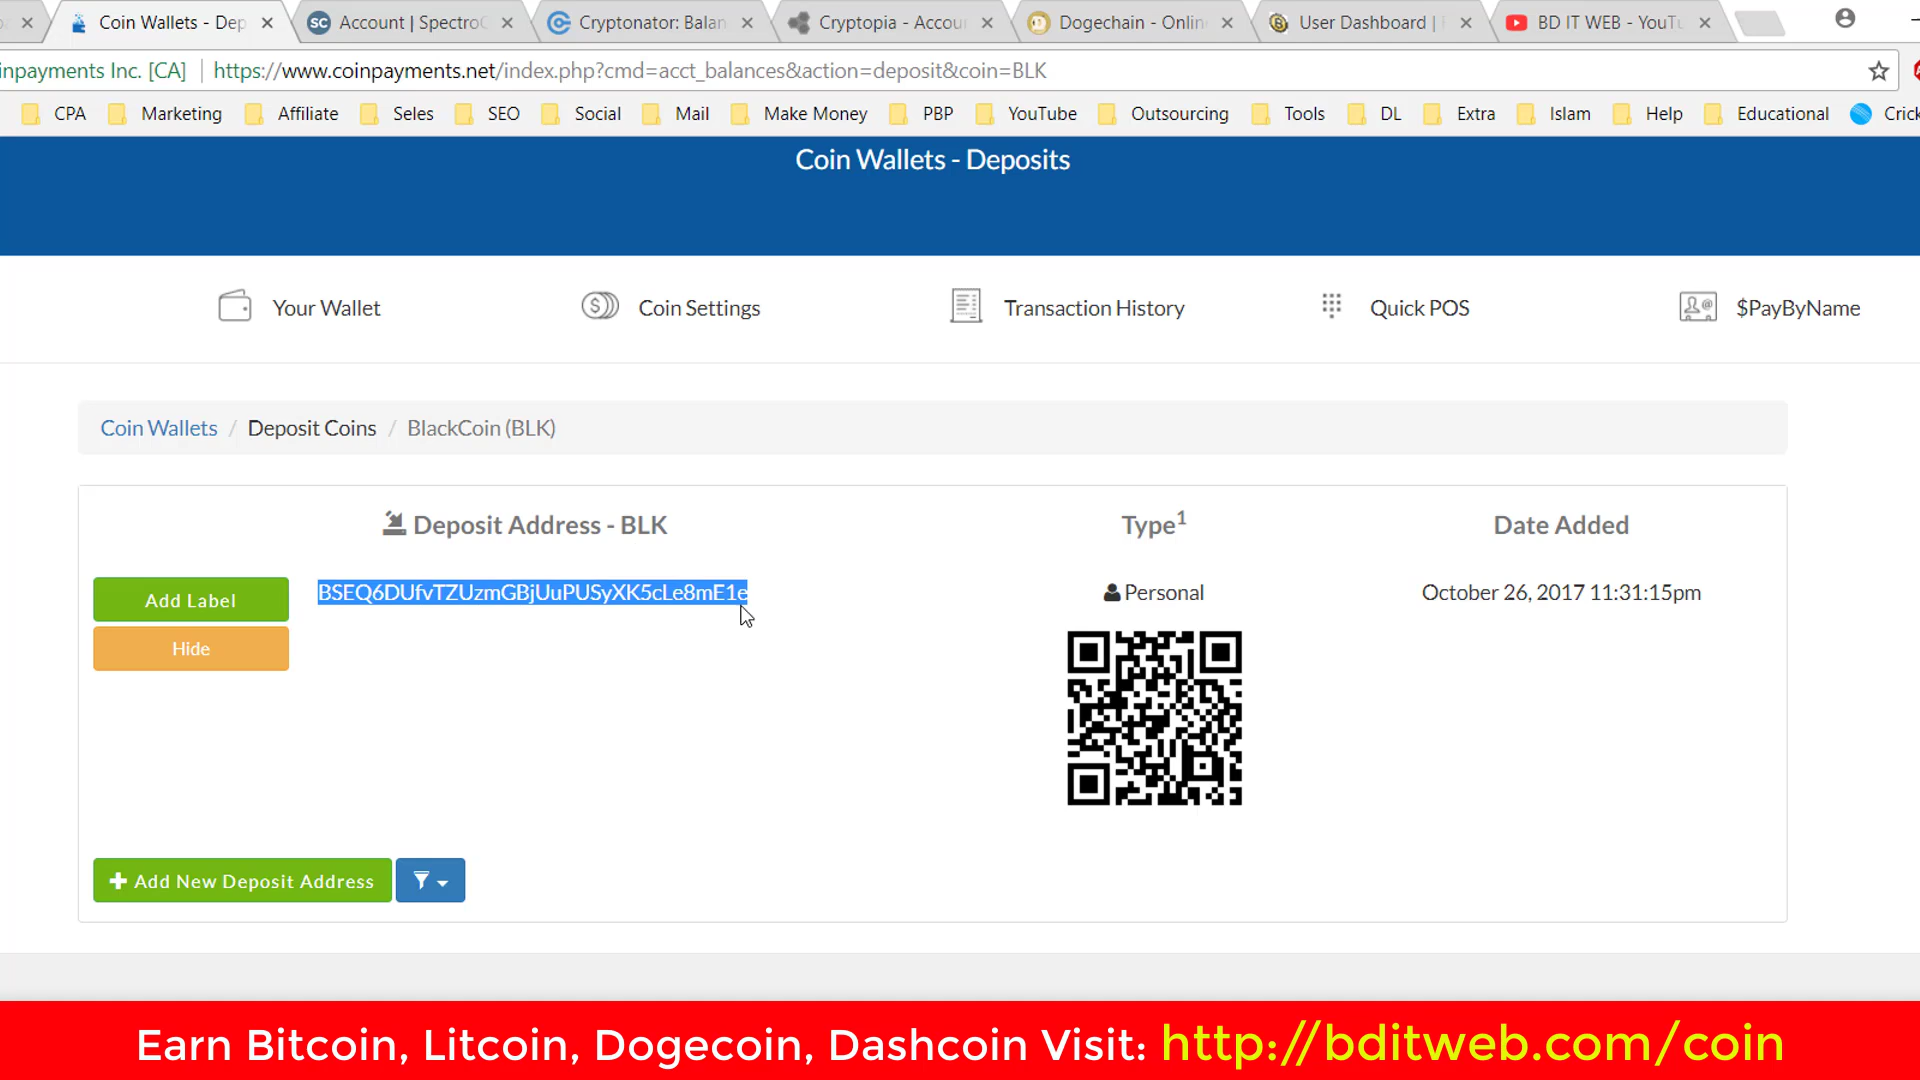 Coin Wallets - Dep
Account | Spectro
Cryptonator: Balan
Cryptopia - Accou
Dogechain - Onlin
User Dashboard |
BD IT WEB - YouTu
inpayments Inc. [CA] | https://www.coinpayments.net/index.php?cmd=acct_balances&action=deposit&coin=BLK
CPA Marketing Affiliate Sales SEO Social Mail Make Money PBP YouTube Outsourcing Tools DL Extra Islam Help Educational Crick
Coin Wallets - Deposits
Your Wallet
Coin Settings
Transaction History
Quick POS
$PayByName
Coin Wallets / Deposit Coins / BlackCoin (BLK)
Deposit Address - BLK
Type1
Date Added
Add Label
BSEQ6DUfvTZUzmGBjUuPUSyXK5cLe8mE1e
Personal
October 26, 2017 11:31:15pm
Hide
Add New Deposit Address
Earn Bitcoin, Litcoin, Dogecoin, Dashcoin Visit: http://bditweb.com/coin